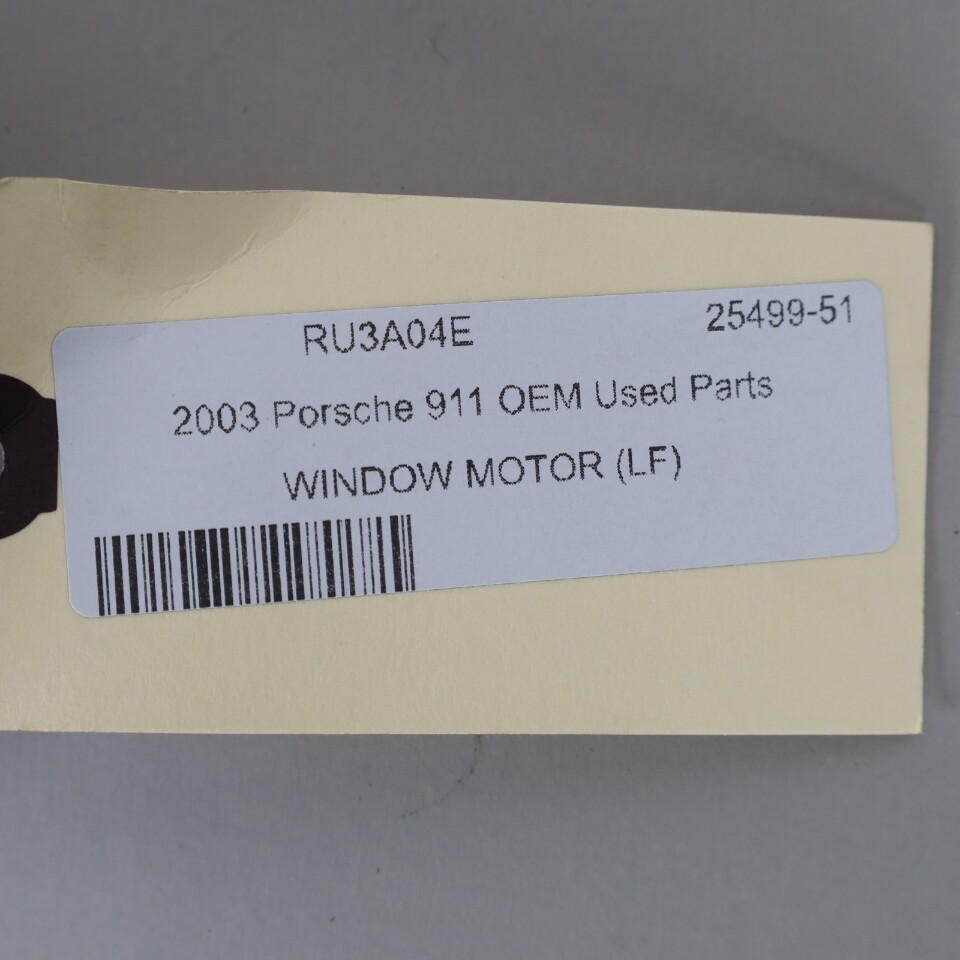 RU3A04E 25499-51
2003 Porsche 911 OEM Used Parts
WINDOW MOTOR (LF)